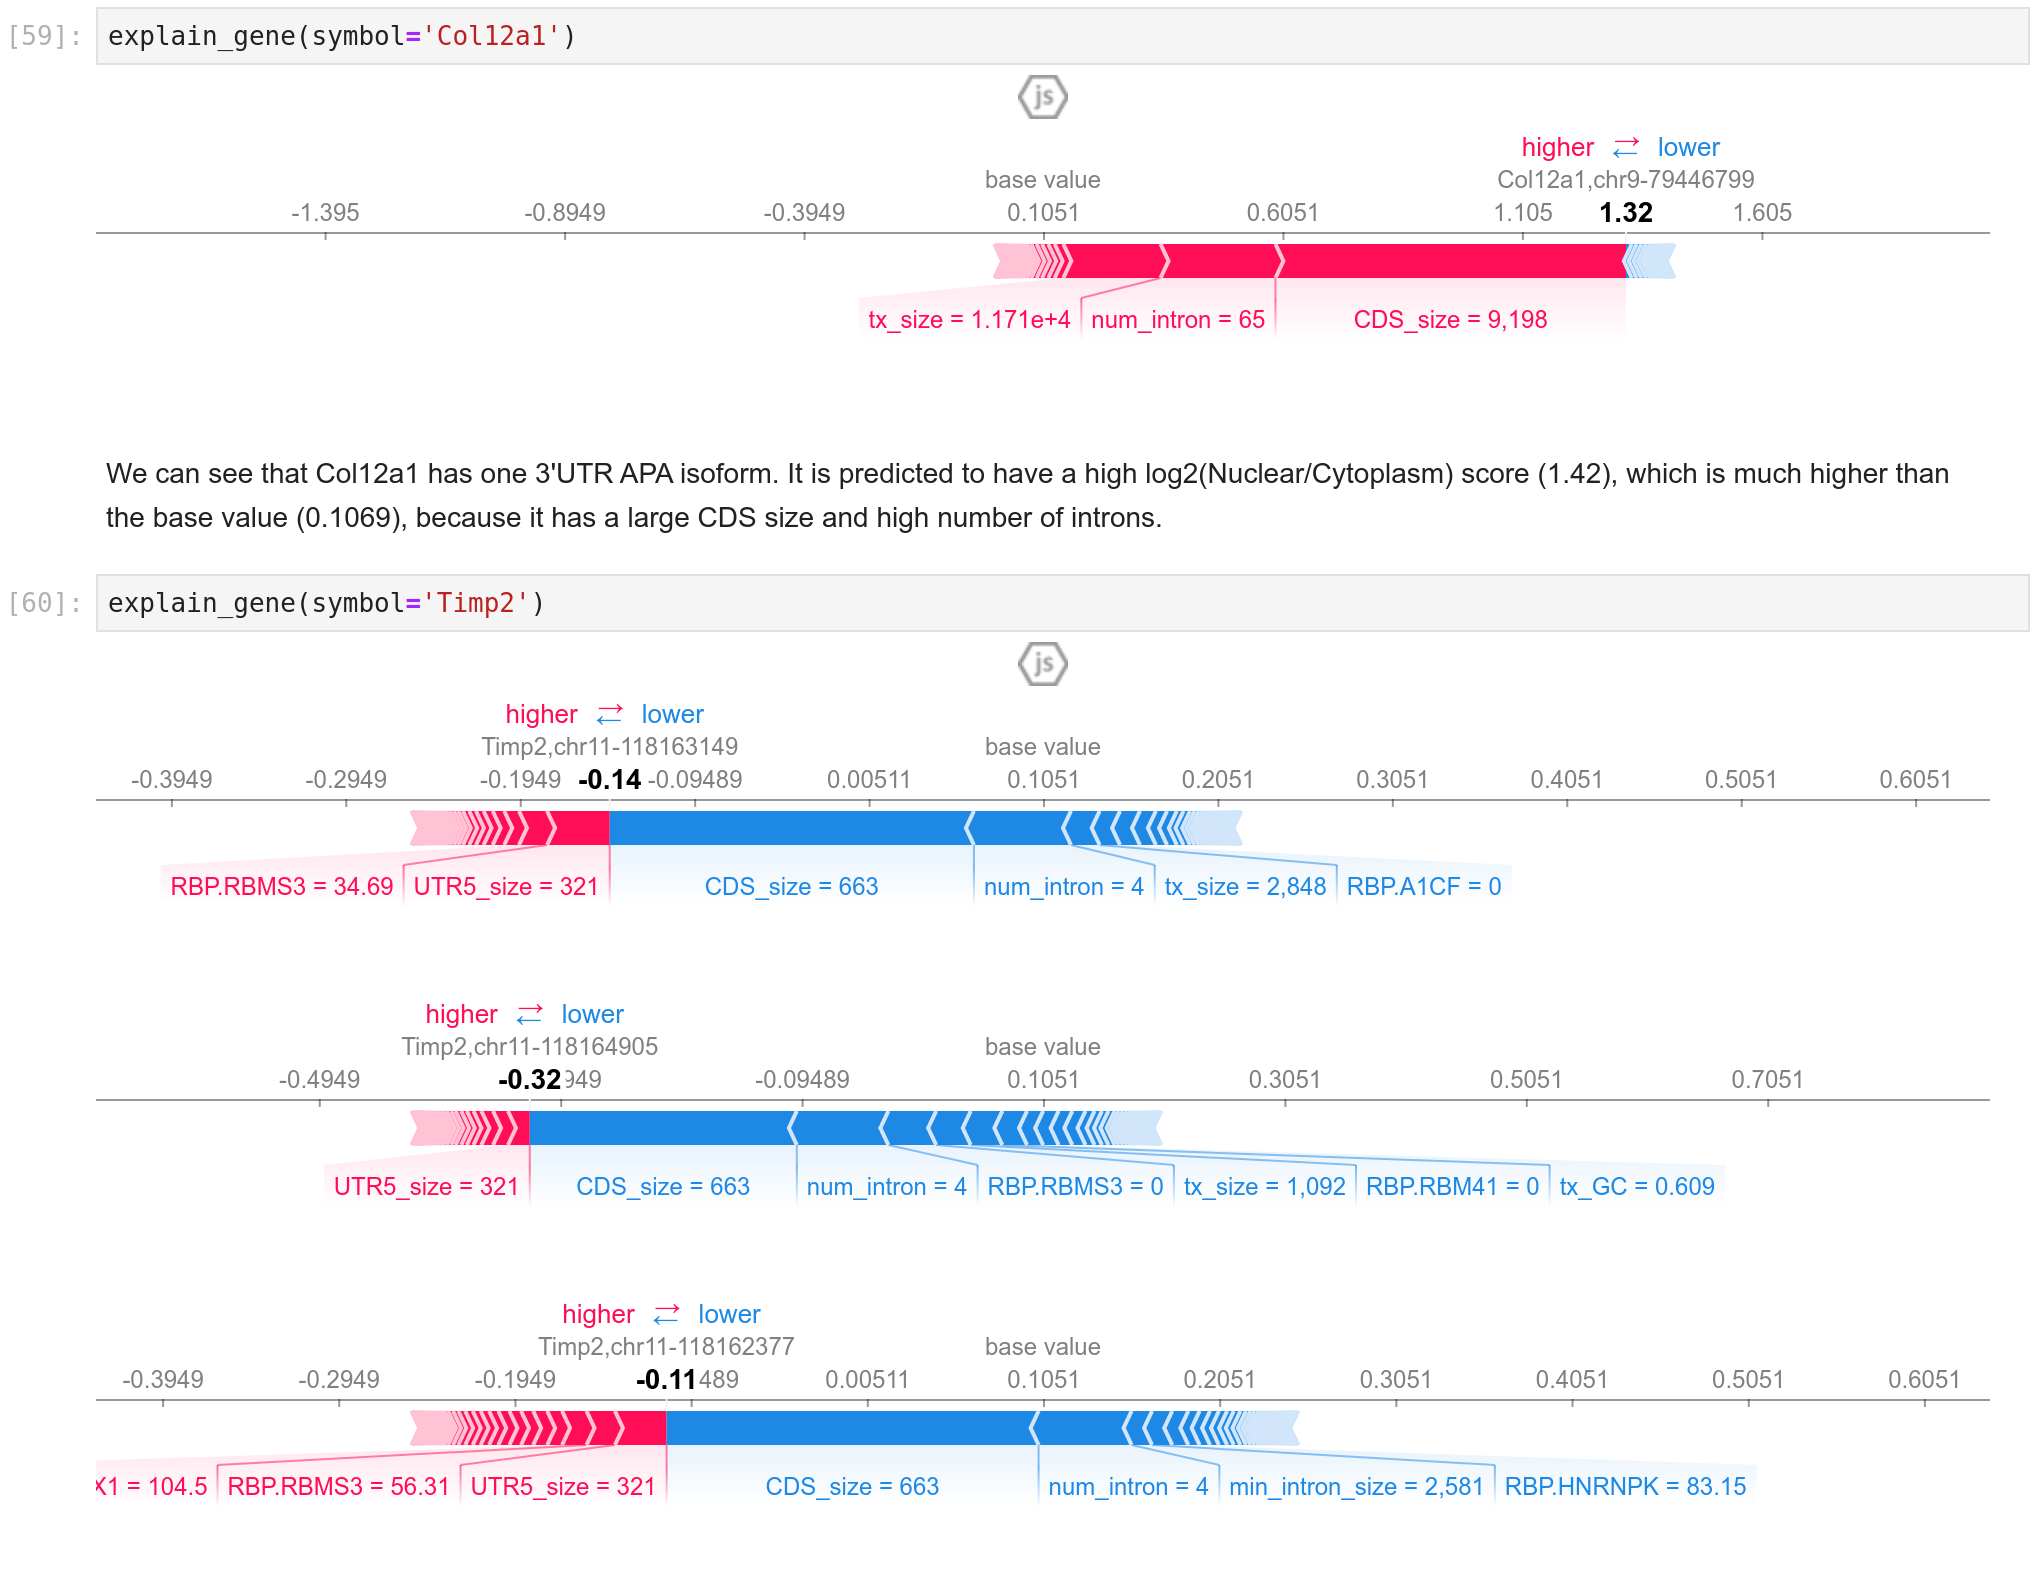 [59]: explain_gene(symbol='Col12a1')
js
higher ⇄ lower
base value Col12a1,chr9-79446799
-1.395 -0.8949 -0.3949 0.1051 0.6051 1.105 1.32 1.605
tx_size = 1.171e+4 num_intron = 65 CDS_size = 9,198
We can see that Col12a1 has one 3'UTR APA isoform. It is predicted to have a high log2(Nuclear/Cytoplasm) score (1.42), which is much higher than
the base value (0.1069), because it has a large CDS size and high number of introns.
[60]: explain_gene(symbol='Timp2')
js
higher ⇄ lower
Timp2,chr11-118163149 base value
-0.3949 -0.2949 -0.1949 -0.14 -0.09489 0.00511 0.1051 0.2051 0.3051 0.4051 0.5051 0.6051
RBP.RBMS3 = 34.69 UTR5_size = 321 CDS_size = 663 num_intron = 4 tx_size = 2,848 RBP.A1CF = 0
higher ⇄ lower
Timp2,chr11-118164905 base value
-0.4949 -0.32 949 -0.09489 0.1051 0.3051 0.5051 0.7051
UTR5_size = 321 CDS_size = 663 num_intron = 4 RBP.RBMS3 = 0 tx_size = 1,092 RBP.RBM41 = 0 tx_GC = 0.609
higher ⇄ lower
Timp2,chr11-118162377 base value
-0.3949 -0.2949 -0.1949 -0.11 489 0.00511 0.1051 0.2051 0.3051 0.4051 0.5051 0.6051
X1 = 104.5 RBP.RBMS3 = 56.31 UTR5_size = 321 CDS_size = 663 num_intron = 4 min_intron_size = 2,581 RBP.HNRNPK = 83.15